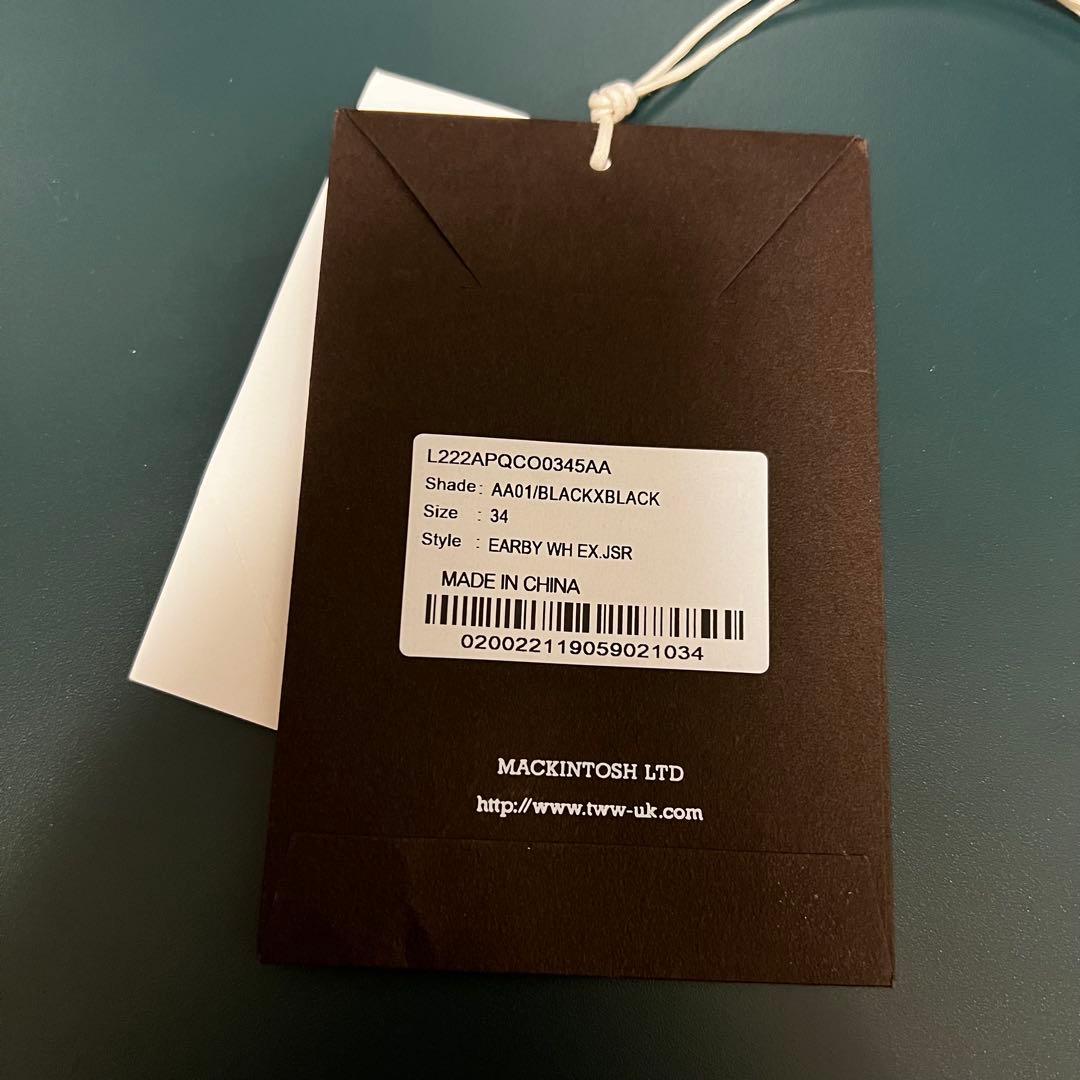 L222APQCO0345AA
Shade: AA01/BLACKXBLACK
Size : 34
Style : EARBY WH EX.JSR
MADE IN CHINA
020022119059021034
MACKINTOSH LTD
http://www.tww-uk.com